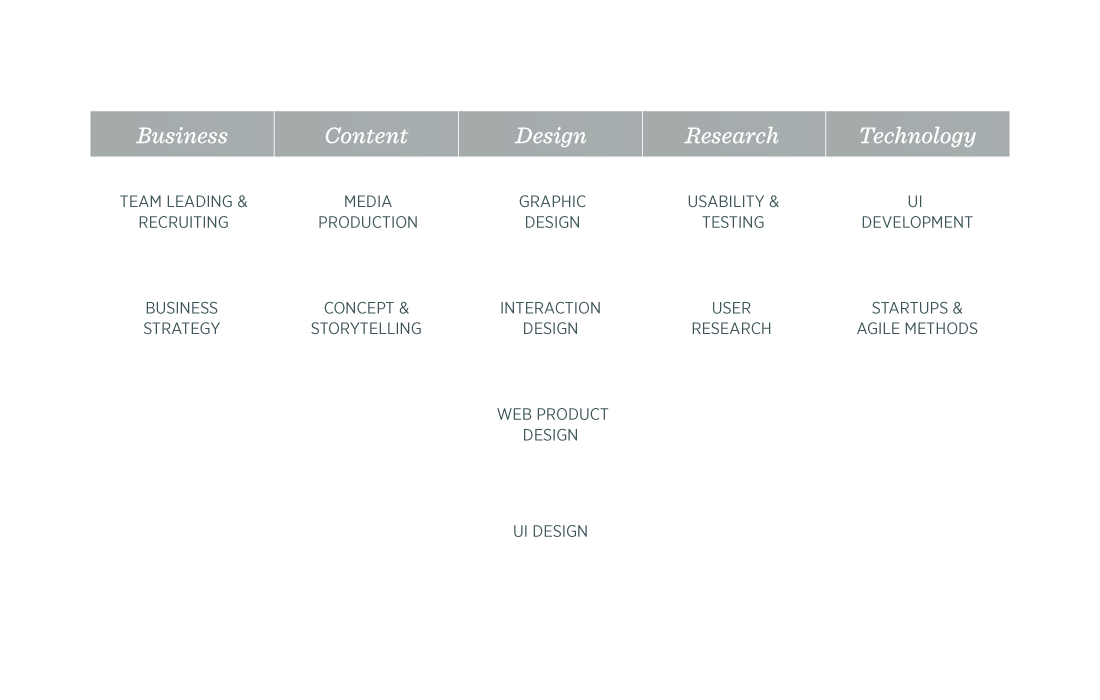 Business
Content
Design
Research
Technology
TEAM LEADING &
RECRUITING
MEDIA
PRODUCTION
GRAPHIC
DESIGN
USABILITY &
TESTING
UI
DEVELOPMENT
BUSINESS
STRATEGY
CONCEPT &
STORYTELLING
INTERACTION
DESIGN
USER
RESEARCH
STARTUPS &
AGILE METHODS
WEB PRODUCT
DESIGN
UI DESIGN